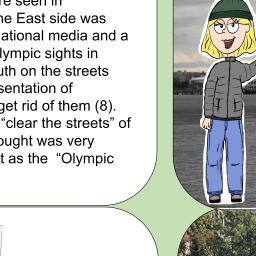 re seen in
e East side was
ational media and a
lympic sights in
uth on the streets
sentation of
get rid of them (8).
"clear the streets" of
ought was very
t as the "Olympic